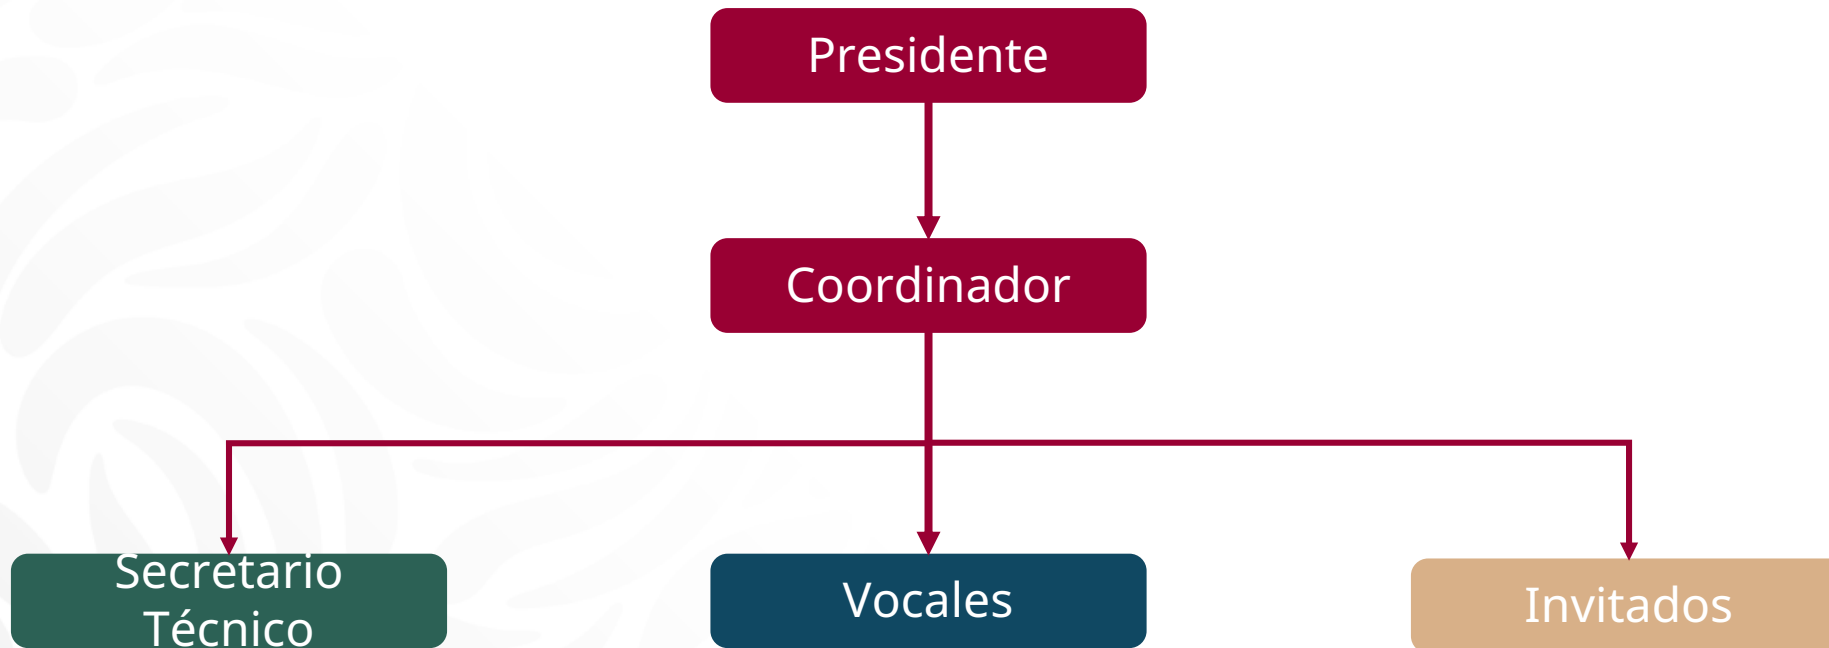 Presidente
Coordinador
Secretario
Técnico
Vocales
Invitados